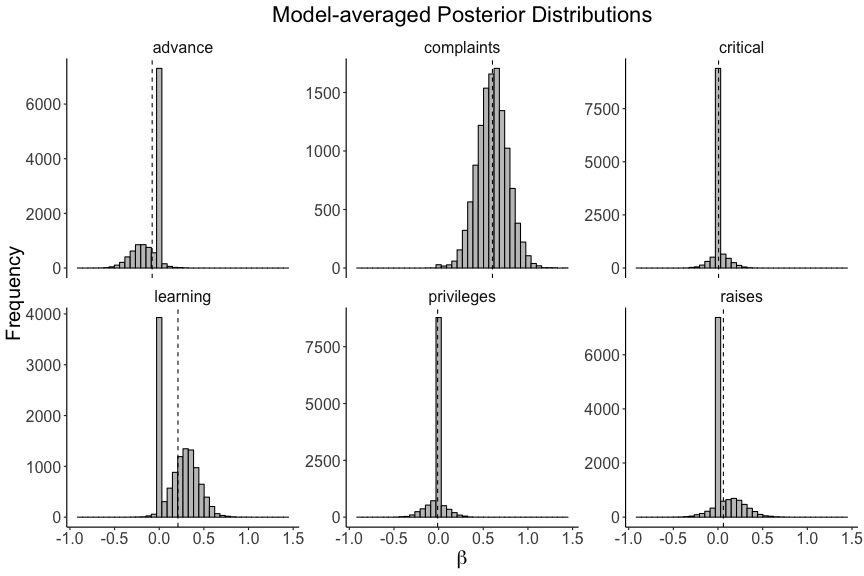 Model-averaged Posterior Distributions
advance
complaints
critical
6000
4000
2000
0
1500
1000
500
0
7500
5000
2500
0
Frequency
learning
privileges
raises
4000
3000
2000
1000
0
7500
5000
2500
0
6000
4000
2000
0
-1.0 -0.5 0.0 0.5 1.0 1.5
-1.0 -0.5 0.0 0.5 1.0 1.5
-1.0 -0.5 0.0 0.5 1.0 1.5
β